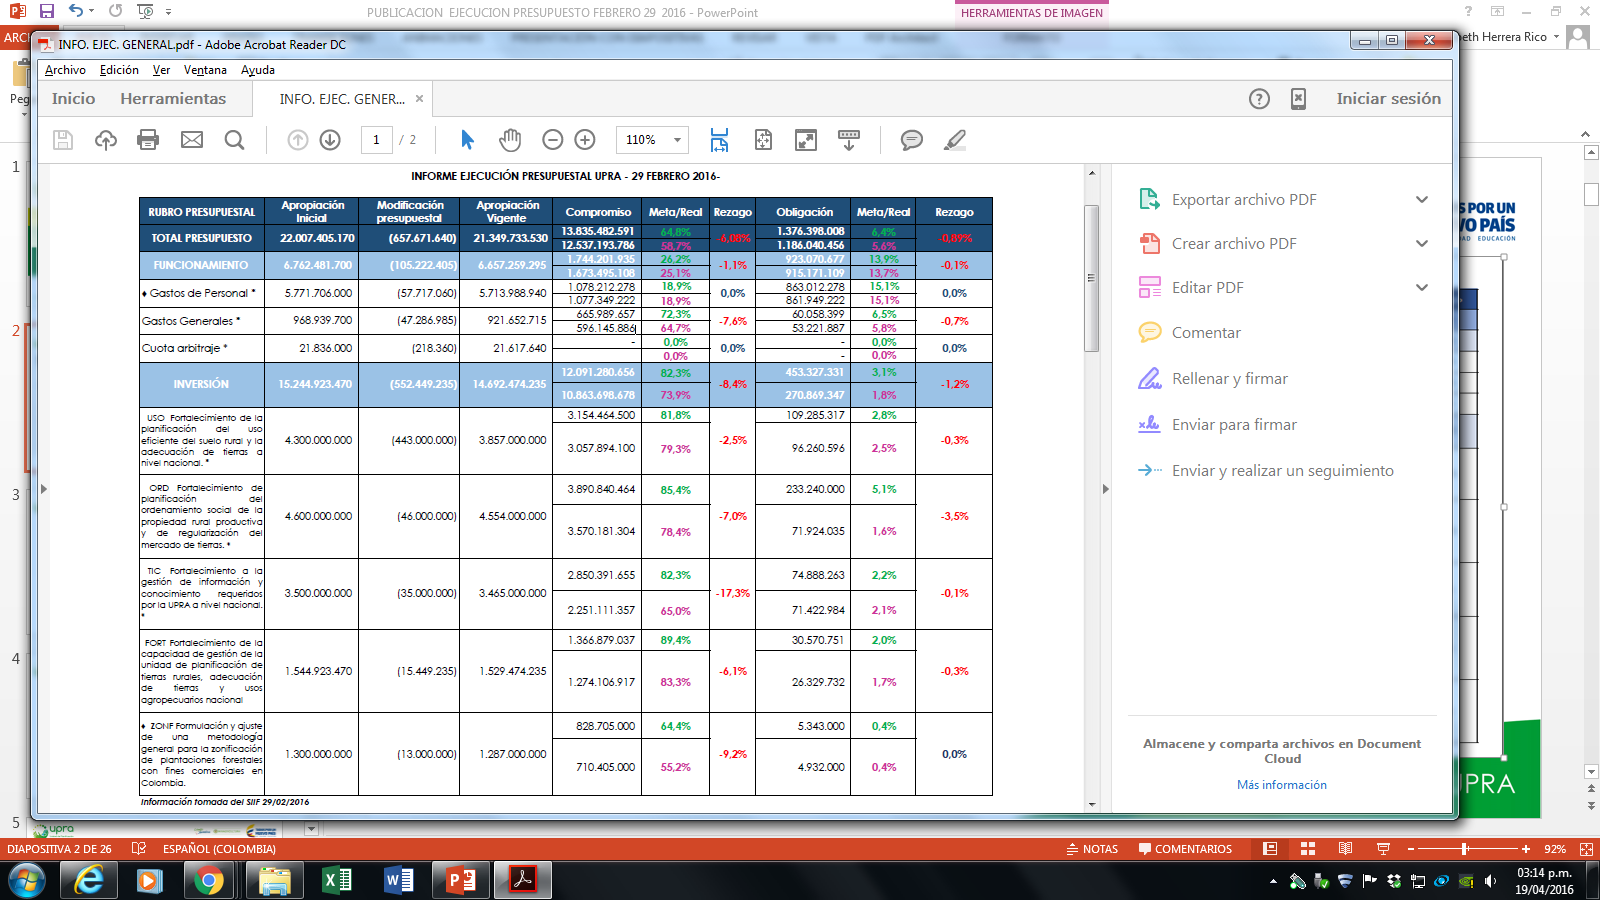 PUBLICACION EJECUCION PRESUPUESTO FEBRERO 29 2016 - PowerPoint
HERRAMIENTAS DE IMAGEN
ARC
eth Herrera Rico
INFO. EJEC. GENERAL.pdf - Adobe Acrobat Reader DC
Archivo Edición Ver Ventana Ayuda
Inicio Herramientas INFO. EJEC. GENER... × Iniciar sesión
Peg
1 / 2 110%
INFORME EJECUCIÓN PRESUPUESTAL UPRA - 29 FEBRERO 2016-
RUBRO PRESUPUESTAL Apropiación Inicial Modificación presupuestal Apropiación Vigente Compromiso Meta/Real Rezago Obligación Meta/Real Rezago
TOTAL PRESUPUESTO 22.007.405.170 (657.671.640) 21.349.733.530 13.835.482.591 64,8% -6,08% 1.376.398.008 6,4% -0,89%
12.537.193.786 58,7% 1.186.040.456 5,6%
FUNCIONAMIENTO 6.762.481.700 (105.222.405) 6.657.259.295 1.744.201.935 26,2% -1,1% 923.070.677 13,9% -0,1%
1.673.495.108 25,1% 915.171.109 13,7%
♦ Gastos de Personal * 5.771.706.000 (57.717.060) 5.713.988.940 1.078.212.278 18,9% 0,0% 863.012.278 15,1% 0,0%
1.077.349.222 18,9% 861.949.222 15,1%
Gastos Generales * 968.939.700 (47.286.985) 921.652.715 665.989.657 72,3% -7,6% 60.058.399 6,5% -0,7%
596.145.886 64,7% 53.221.887 5,8%
Cuota arbitraje * 21.836.000 (218.360) 21.617.640 - 0,0% 0,0% - 0,0% 0,0%
0,0% - 0,0%
INVERSIÓN 15.244.923.470 (552.449.235) 14.692.474.235 12.091.280.656 82,3% -8,4% 453.327.331 3,1% -1,2%
10.863.698.678 73,9% 270.869.347 1,8%
USO Fortalecimiento de la
planificación del uso
eficiente del suelo rural y la
adecuación de tierras a
nivel nacional. *
4.300.000.000 (443.000.000) 3.857.000.000 3.154.464.500 81,8% -2,5% 109.285.317 2,8% -0,3%
3.057.894.100 79,3% 96.260.596 2,5%
ORD Fortalecimiento de
planificación del
ordenamiento social de la
propiedad rural productiva
y de regularización del
mercado de tierras. *
4.600.000.000 (46.000.000) 4.554.000.000 3.890.840.464 85,4% -7,0% 233.240.000 5,1% -3,5%
3.570.181.304 78,4% 71.924.035 1,6%
TIC Fortalecimiento a la
gestión de información y
conocimiento requeridos
por la UPRA a nivel nacional.
*
3.500.000.000 (35.000.000) 3.465.000.000 2.850.391.655 82,3% -17,3% 74.888.263 2,2% -0,1%
2.251.111.357 65,0% 71.422.984 2,1%
FORT Fortalecimiento de la
capacidad de gestión de la
unidad de planificación de
tierras rurales, adecuación
de tierras y usos
agropecuarios nacional
1.544.923.470 (15.449.235) 1.529.474.235 1.366.879.037 89,4% -6,1% 30.570.751 2,0% -0,3%
1.274.106.917 83,3% 26.329.732 1,7%
♦ ZONF Formulación y ajuste
de una metodología
general para la zonificación
de plantaciones forestales
con fines comerciales en
Colombia.
1.300.000.000 (13.000.000) 1.287.000.000 828.705.000 64,4% -9,2% 5.343.000 0,4% 0,0%
710.405.000 55,2% 4.932.000 0,4%
Información tomada del SIIF 29/02/2016
Exportar archivo PDF
Crear archivo PDF
Editar PDF
Comentar
Rellenar y firmar
Enviar para firmar
Enviar y realizar un seguimiento
Almacene y comparta archivos en Document
Cloud
Más información
S POR UN
VO PAÍS
DAD EDUCACIÓN
UPRA
1
2
3
4
5
upra
DIAPOSITIVA 2 DE 26 ESPAÑOL (COLOMBIA) NOTAS COMENTARIOS 92%
03:14 p.m.
19/04/2016